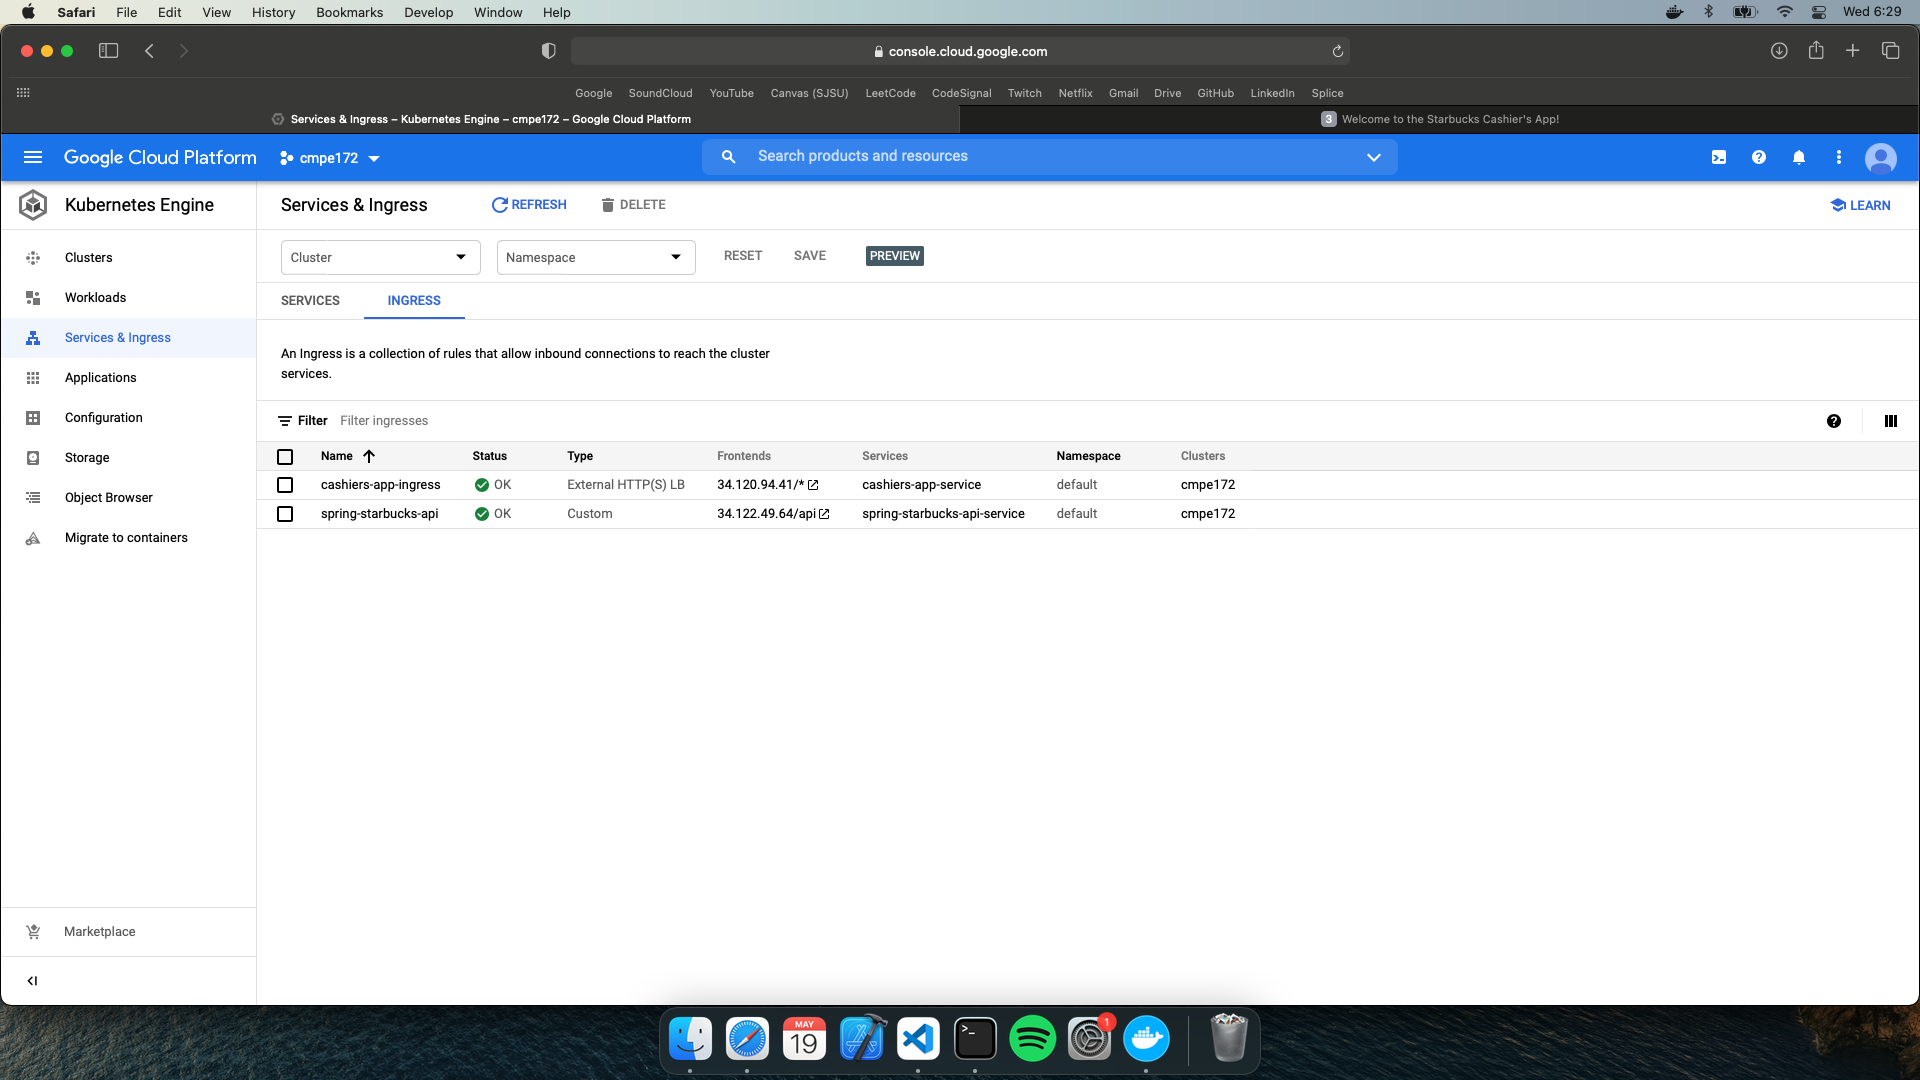 Safari File Edit View History Bookmarks Develop Window Help Wed 6:29
console.cloud.google.com
Google SoundCloud YouTube Canvas (SJSU) LeetCode CodeSignal Twitch Netflix Gmail Drive GitHub LinkedIn Splice
Services & Ingress – Kubernetes Engine – cmpe172 – Google Cloud Platform 3 Welcome to the Starbucks Cashier's App!
Google Cloud Platform cmpe172 Search products and resources
Kubernetes Engine Services & Ingress REFRESH DELETE LEARN
Clusters
Workloads
Services & Ingress
Applications
Configuration
Storage
Object Browser
Migrate to containers
Marketplace
Cluster Namespace RESET SAVE PREVIEW
SERVICES INGRESS
An Ingress is a collection of rules that allow inbound connections to reach the cluster
services.
Filter Filter ingresses
Name Status Type Frontends Services Namespace Clusters
cashiers-app-ingress OK External HTTP(S) LB 34.120.94.41/* cashiers-app-service default cmpe172
spring-starbucks-api OK Custom 34.122.49.64/api spring-starbucks-api-service default cmpe172
MAY
19
1